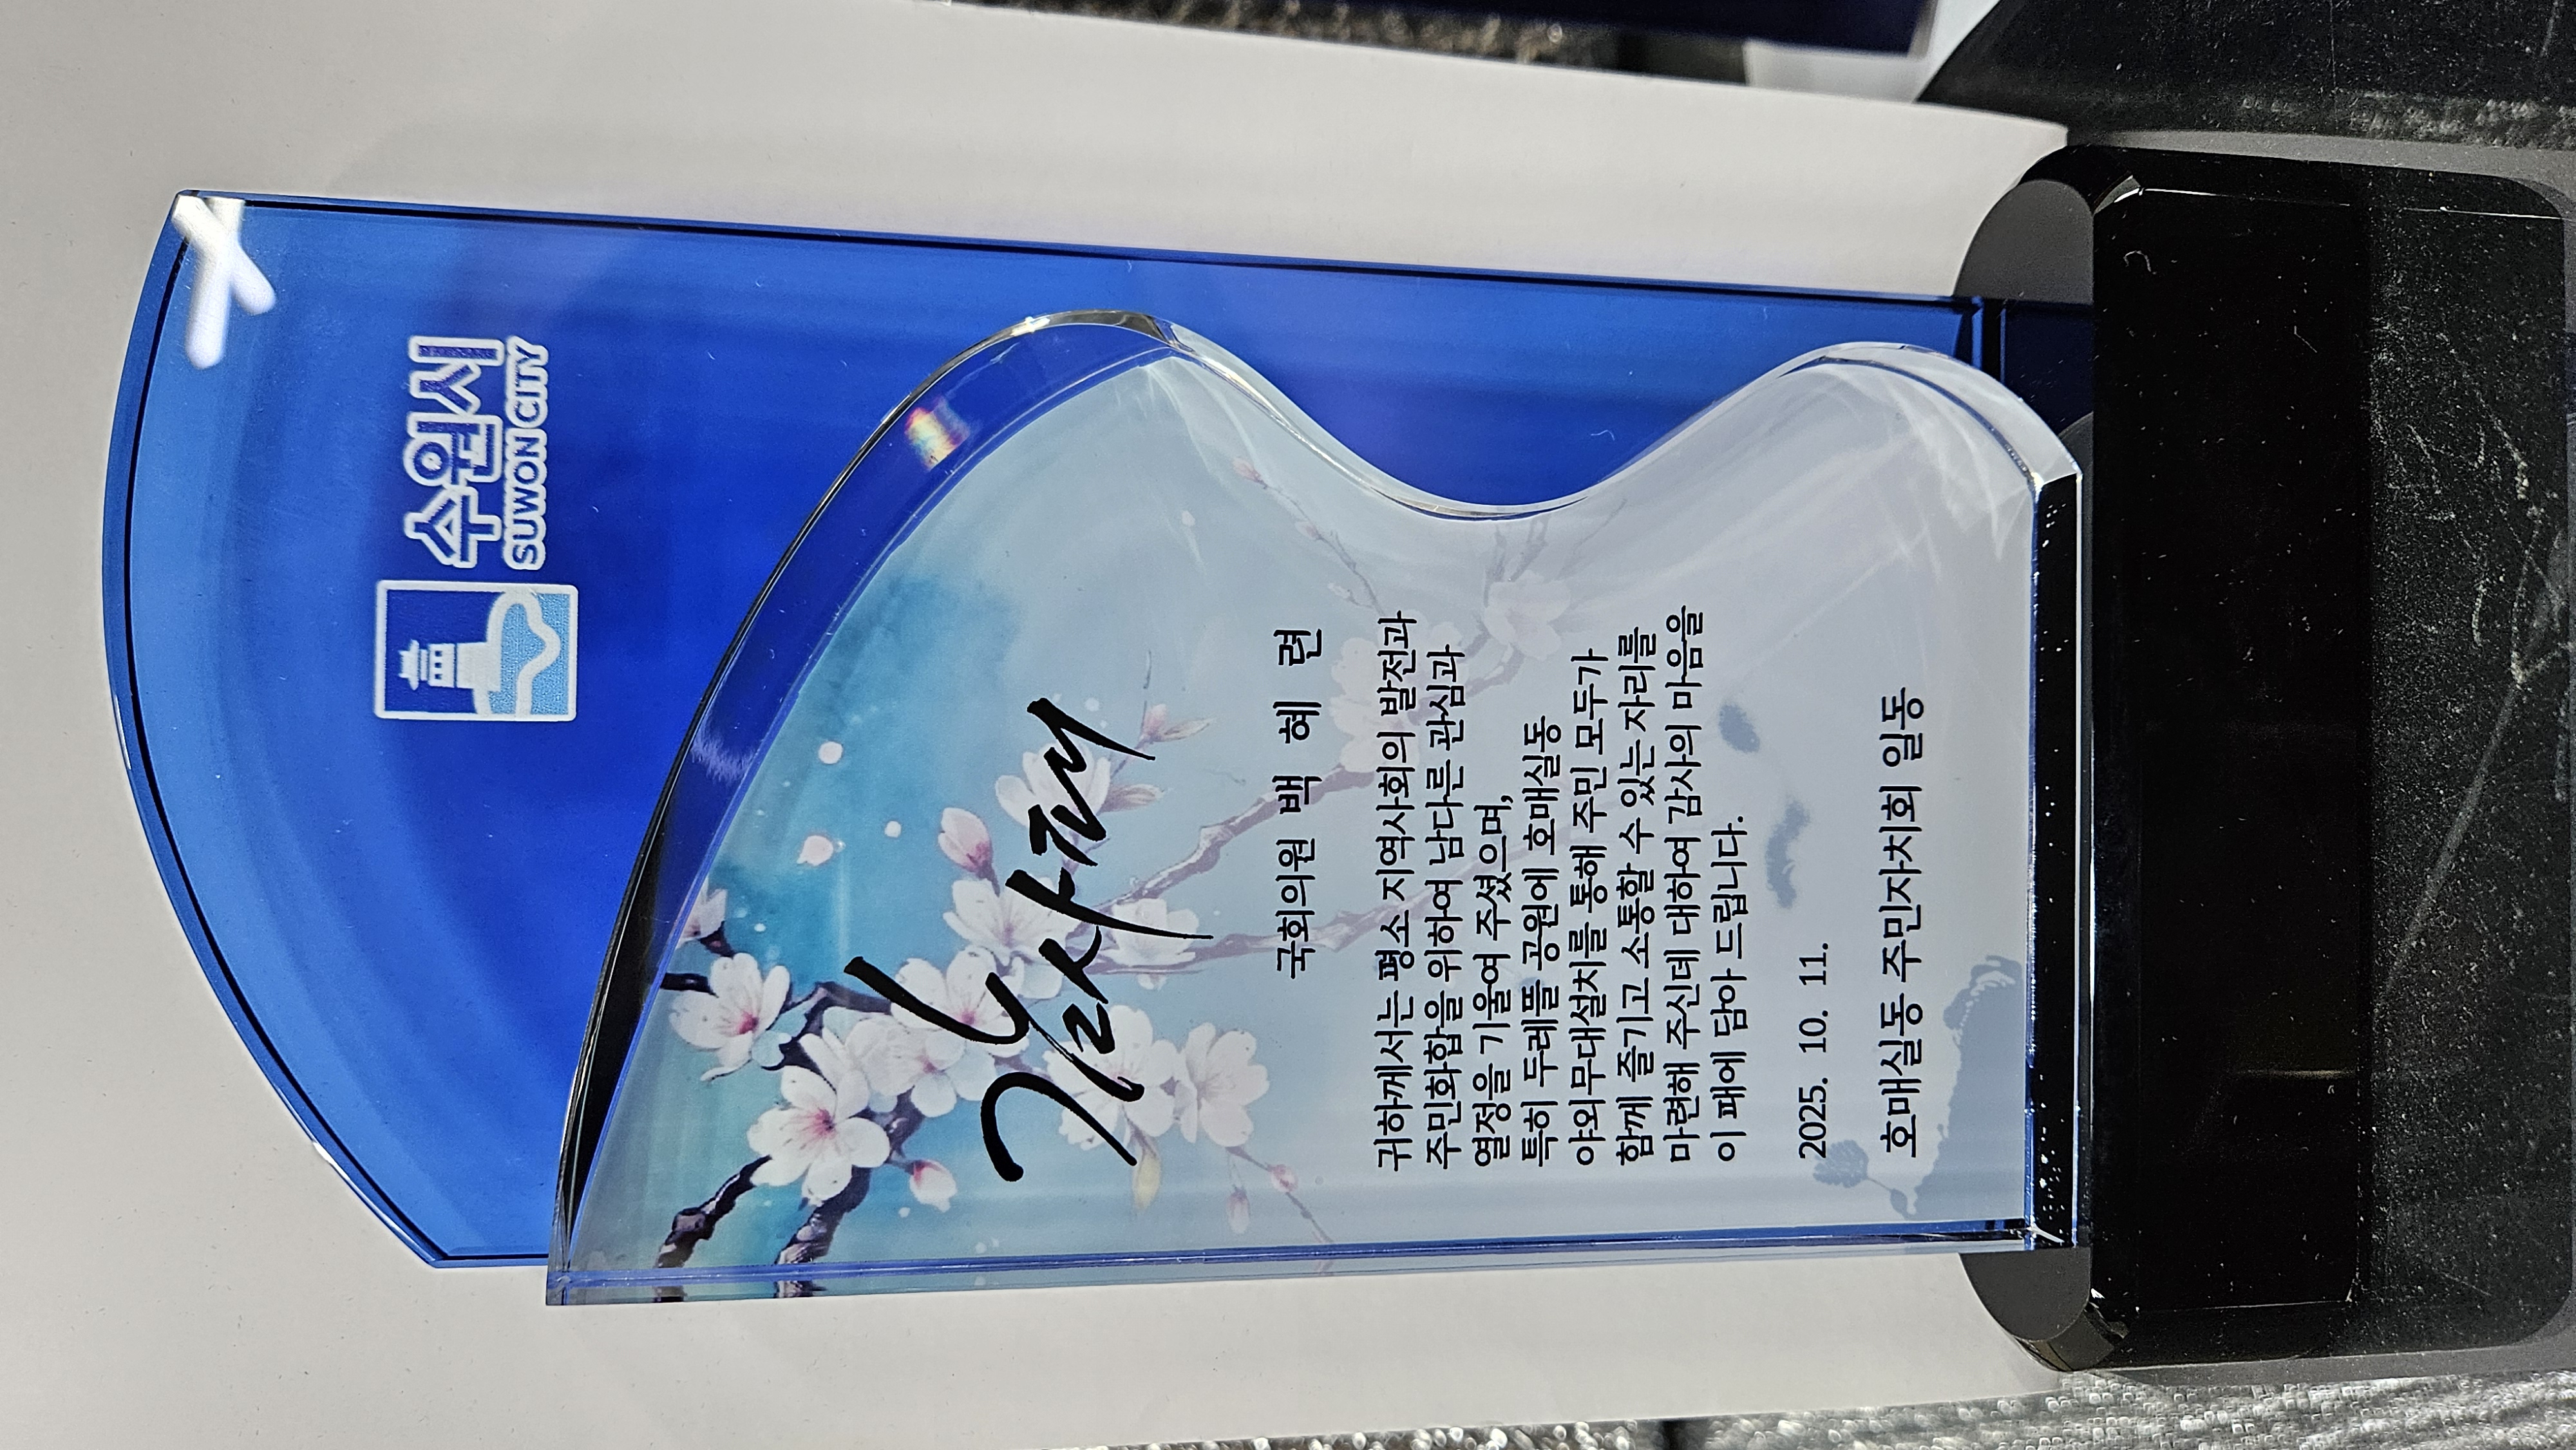 수원시
SUWON CITY
감사패
국회의원 백 혜 련
귀하께서는 평소 지역사회의 발전과
주민화합을 위하여 남다른 관심과
열정을 기울여 주셨으며,
특히 두레뜰 공원에 호매실동
야외무대설치를 통해 주민 모두가
함께 즐기고 소통할 수 있는 자리를
마련해 주신데 대하여 감사의 마음을
이 패에 담아 드립니다.
2025. 10. 11.
호매실동 주민자치회 일동